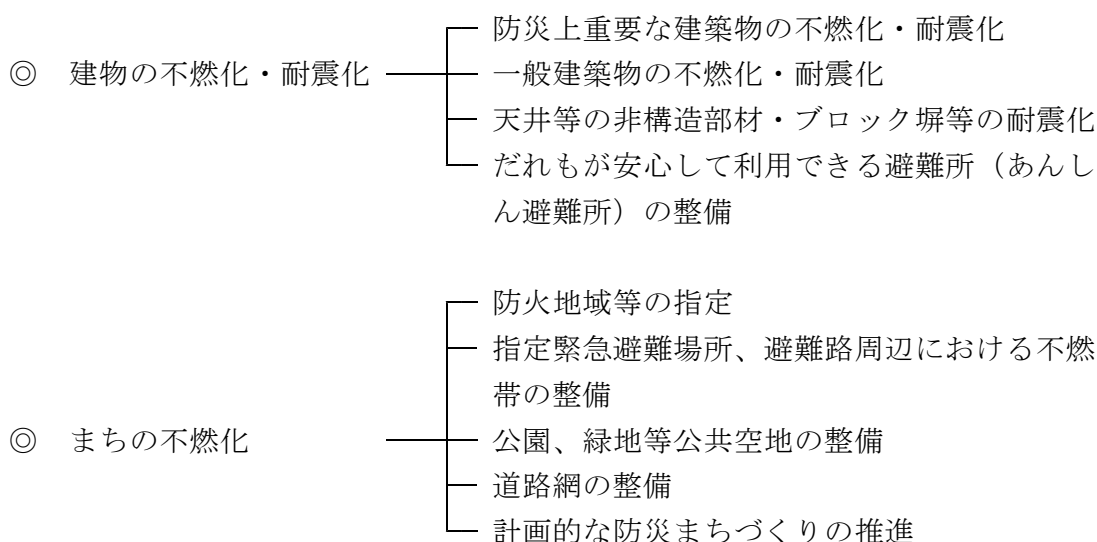 防災上重要な建築物の不燃化・耐震化
◎ 建物の不燃化・耐震化
一般建築物の不燃化・耐震化
天井等の非構造部材・ブロック塀等の耐震化
だれもが安心して利用できる避難所（あんし
ん避難所）の整備
防火地域等の指定
指定緊急避難場所、避難路周辺における不燃
帯の整備
◎ まちの不燃化
公園、緑地等公共空地の整備
道路網の整備
計画的な防災まちづくりの推進